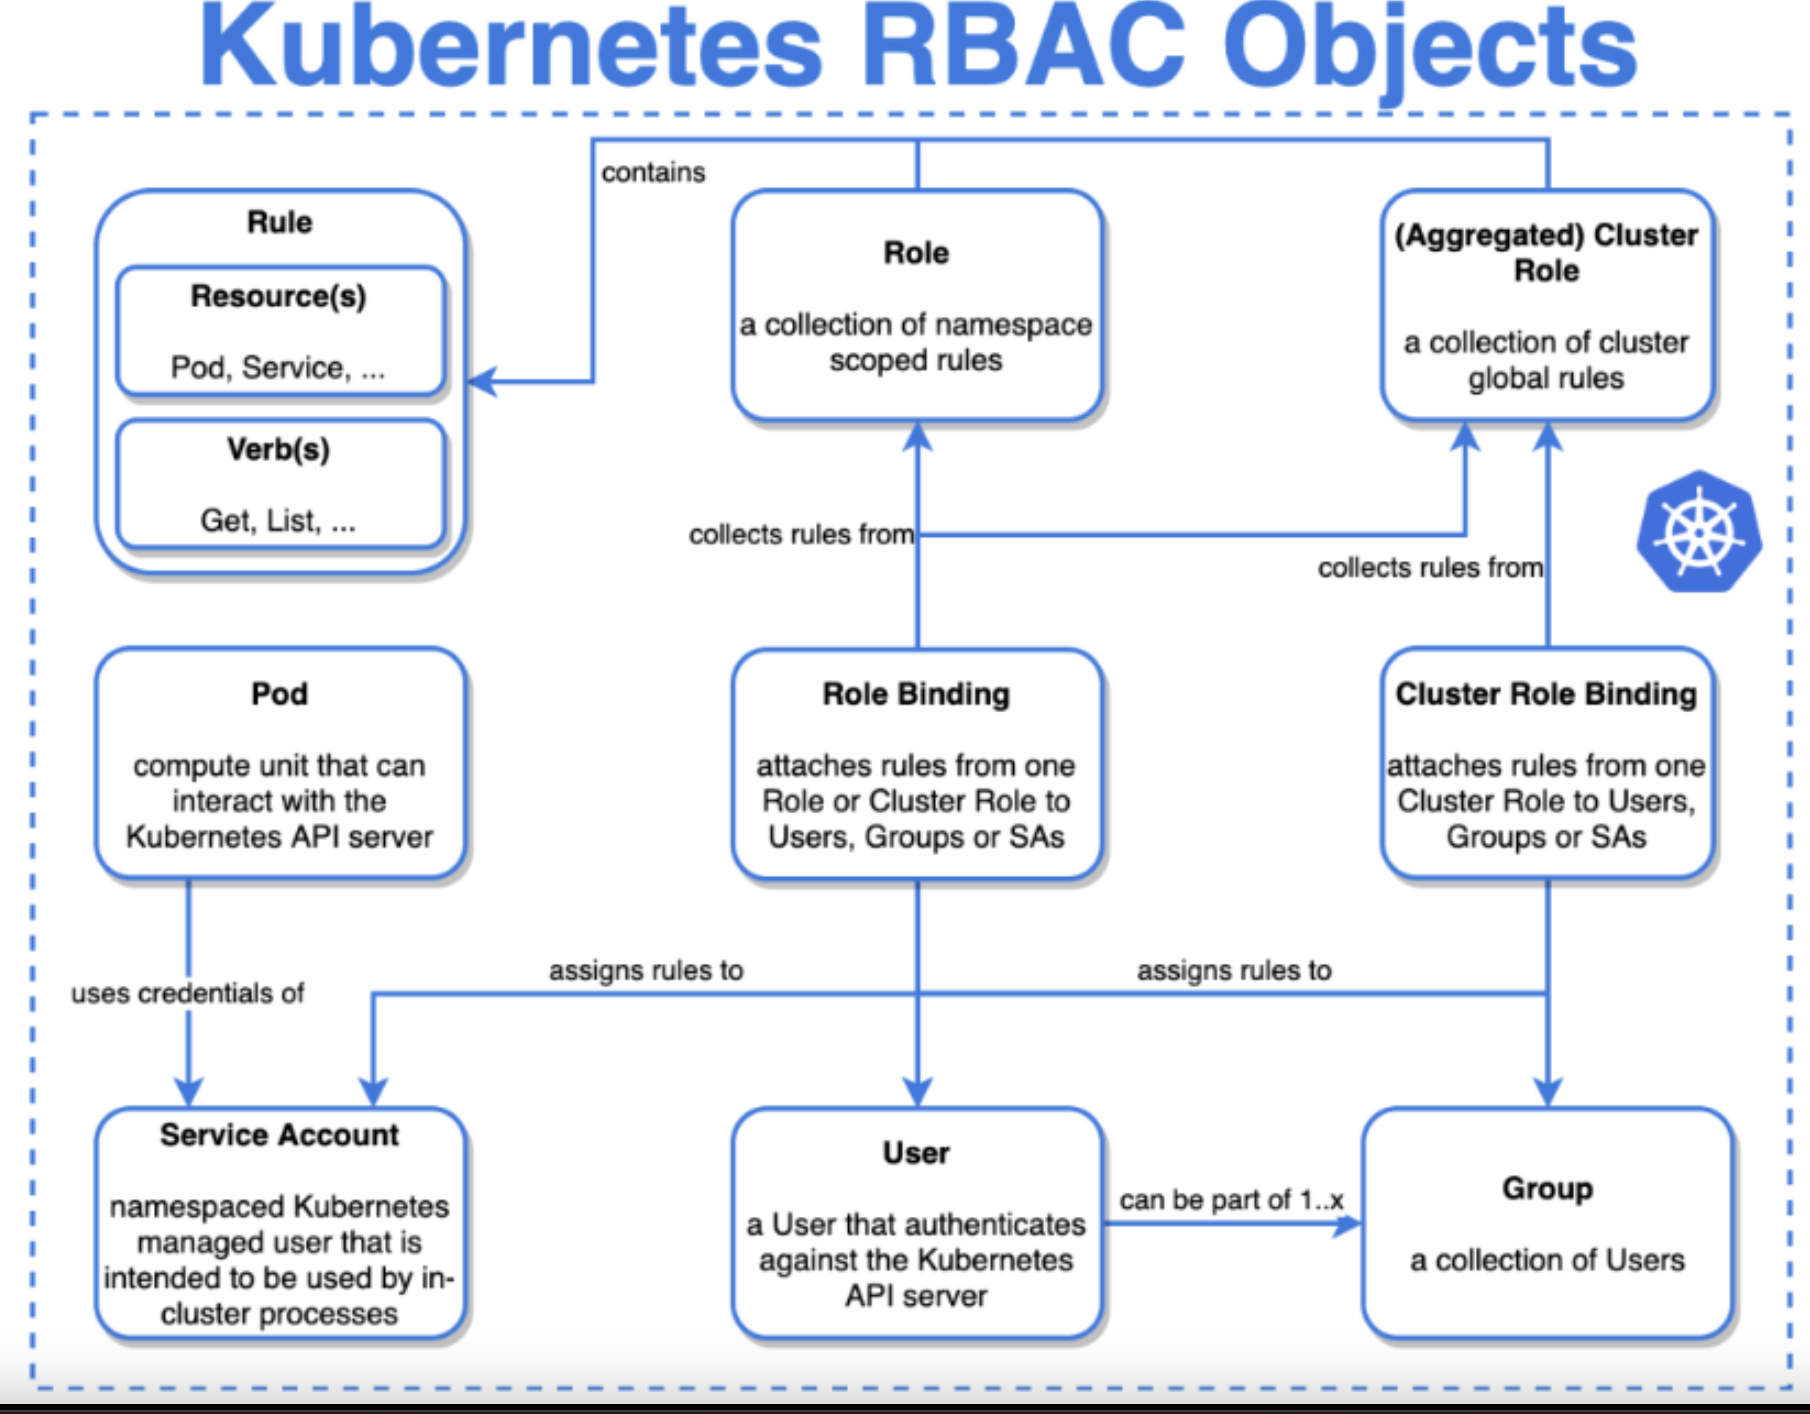 Kubernetes RBAC Objects
contains
Rule
Resource(s)
Pod, Service, ...
Verb(s)
Get, List, ...
Role
a collection of namespace
scoped rules
(Aggregated) Cluster
Role
a collection of cluster
global rules
collects rules from
collects rules from
Pod
compute unit that can
interact with the
Kubernetes API server
Role Binding
attaches rules from one
Role or Cluster Role to
Users, Groups or SAs
Cluster Role Binding
attaches rules from one
Cluster Role to Users,
Groups or SAs
uses credentials of
assigns rules to
assigns rules to
Service Account
namespaced Kubernetes
managed user that is
intended to be used by in-
cluster processes
User
a User that authenticates
against the Kubernetes
API server
can be part of 1..x
Group
a collection of Users